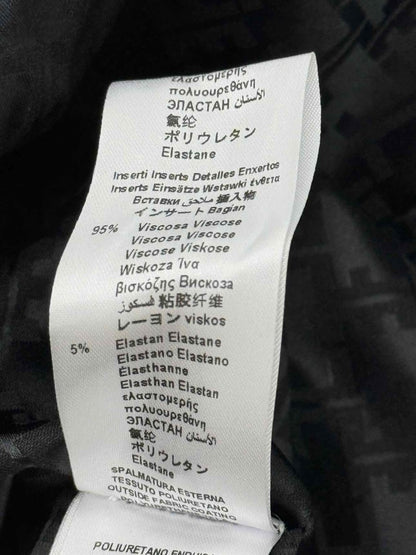 ελαστομερής
πολυουρεθάνη
ЭЛАСТАН الأستان
氨纶
ポリウレタン
Elastane
Inserti Inserts Detalles Enxertos
Inserts Einsätze Wstawki ένθετα
Вставки ملاحق 插入物
インサート Bagian
95% Viscosa Viscose
Viscosa Viscose
Viscose Viskose
Wiskoza Ίνα
βισκόζης Вискоза
فسكوز 粘胶纤维
レーヨン viskos
5% Elastan Elastane
Elastano Elastano
Élasthanne
Elasthan Elastan
ελαστομερής
πολυουρεθάνη
ЭЛАСТАН الأستان
氨纶
ポリウレタン
Elastane
SPALMATURA ESTERNA
TESSUTO POLIURETANO
OUTSIDE FABRIC COATING
POLIURETANO